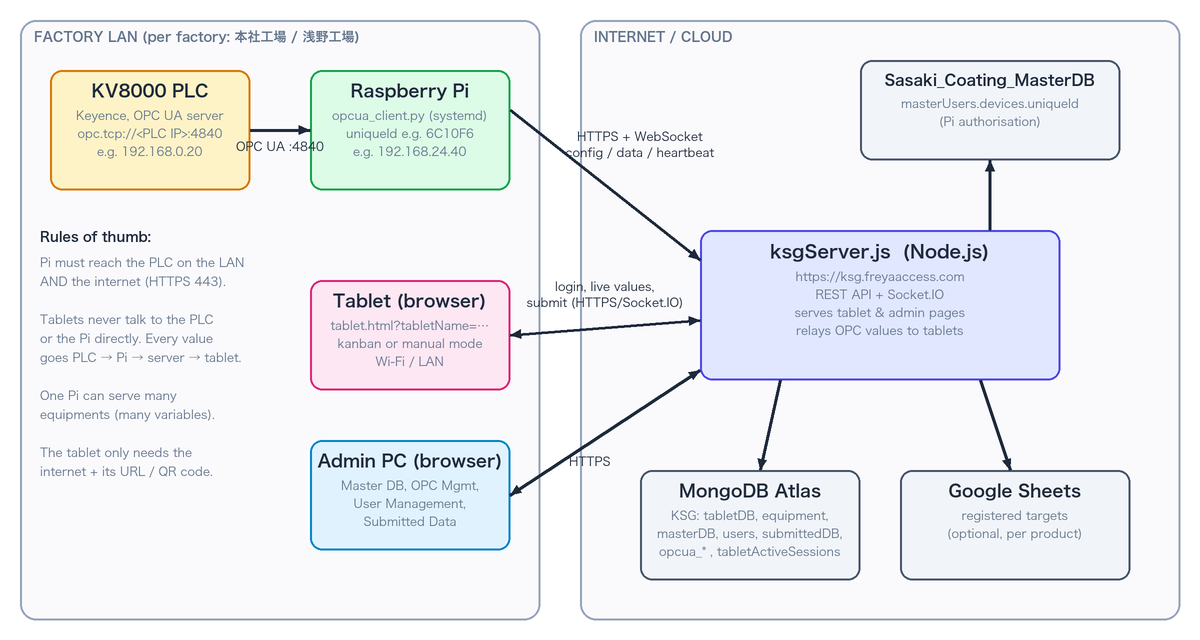 FACTORY LAN (per factory: 本社工場 / 浅野工場)
KV8000 PLC
Keyence, OPC UA server
opc.tcp://<PLC IP>:4840
e.g. 192.168.0.20
OPC UA :4840
Raspberry Pi
opcua_client.py (systemd)
uniqueId e.g. 6C10F6
e.g. 192.168.24.40
HTTPS + WebSocket
config / data / heartbeat
Rules of thumb:
Pi must reach the PLC on the LAN
AND the internet (HTTPS 443).
Tablets never talk to the PLC
or the Pi directly. Every value
goes PLC → Pi → server → tablet.
One Pi can serve many
equipments (many variables).
The tablet only needs the
internet + its URL / QR code.
Tablet (browser)
tablet.html?tabletName=…
kanban or manual mode
Wi-Fi / LAN
login, live values,
submit (HTTPS/Socket.IO)
Admin PC (browser)
Master DB, OPC Mgmt,
User Management,
Submitted Data
HTTPS
INTERNET / CLOUD
Sasaki_Coating_MasterDB
masterUsers.devices.uniqueId
(Pi authorisation)
ksgServer.js (Node.js)
https://ksg.freyaaccess.com
REST API + Socket.IO
serves tablet & admin pages
relays OPC values to tablets
MongoDB Atlas
KSG: tabletDB, equipment,
masterDB, users, submittedDB,
opcua_* , tabletActiveSessions
Google Sheets
registered targets
(optional, per product)